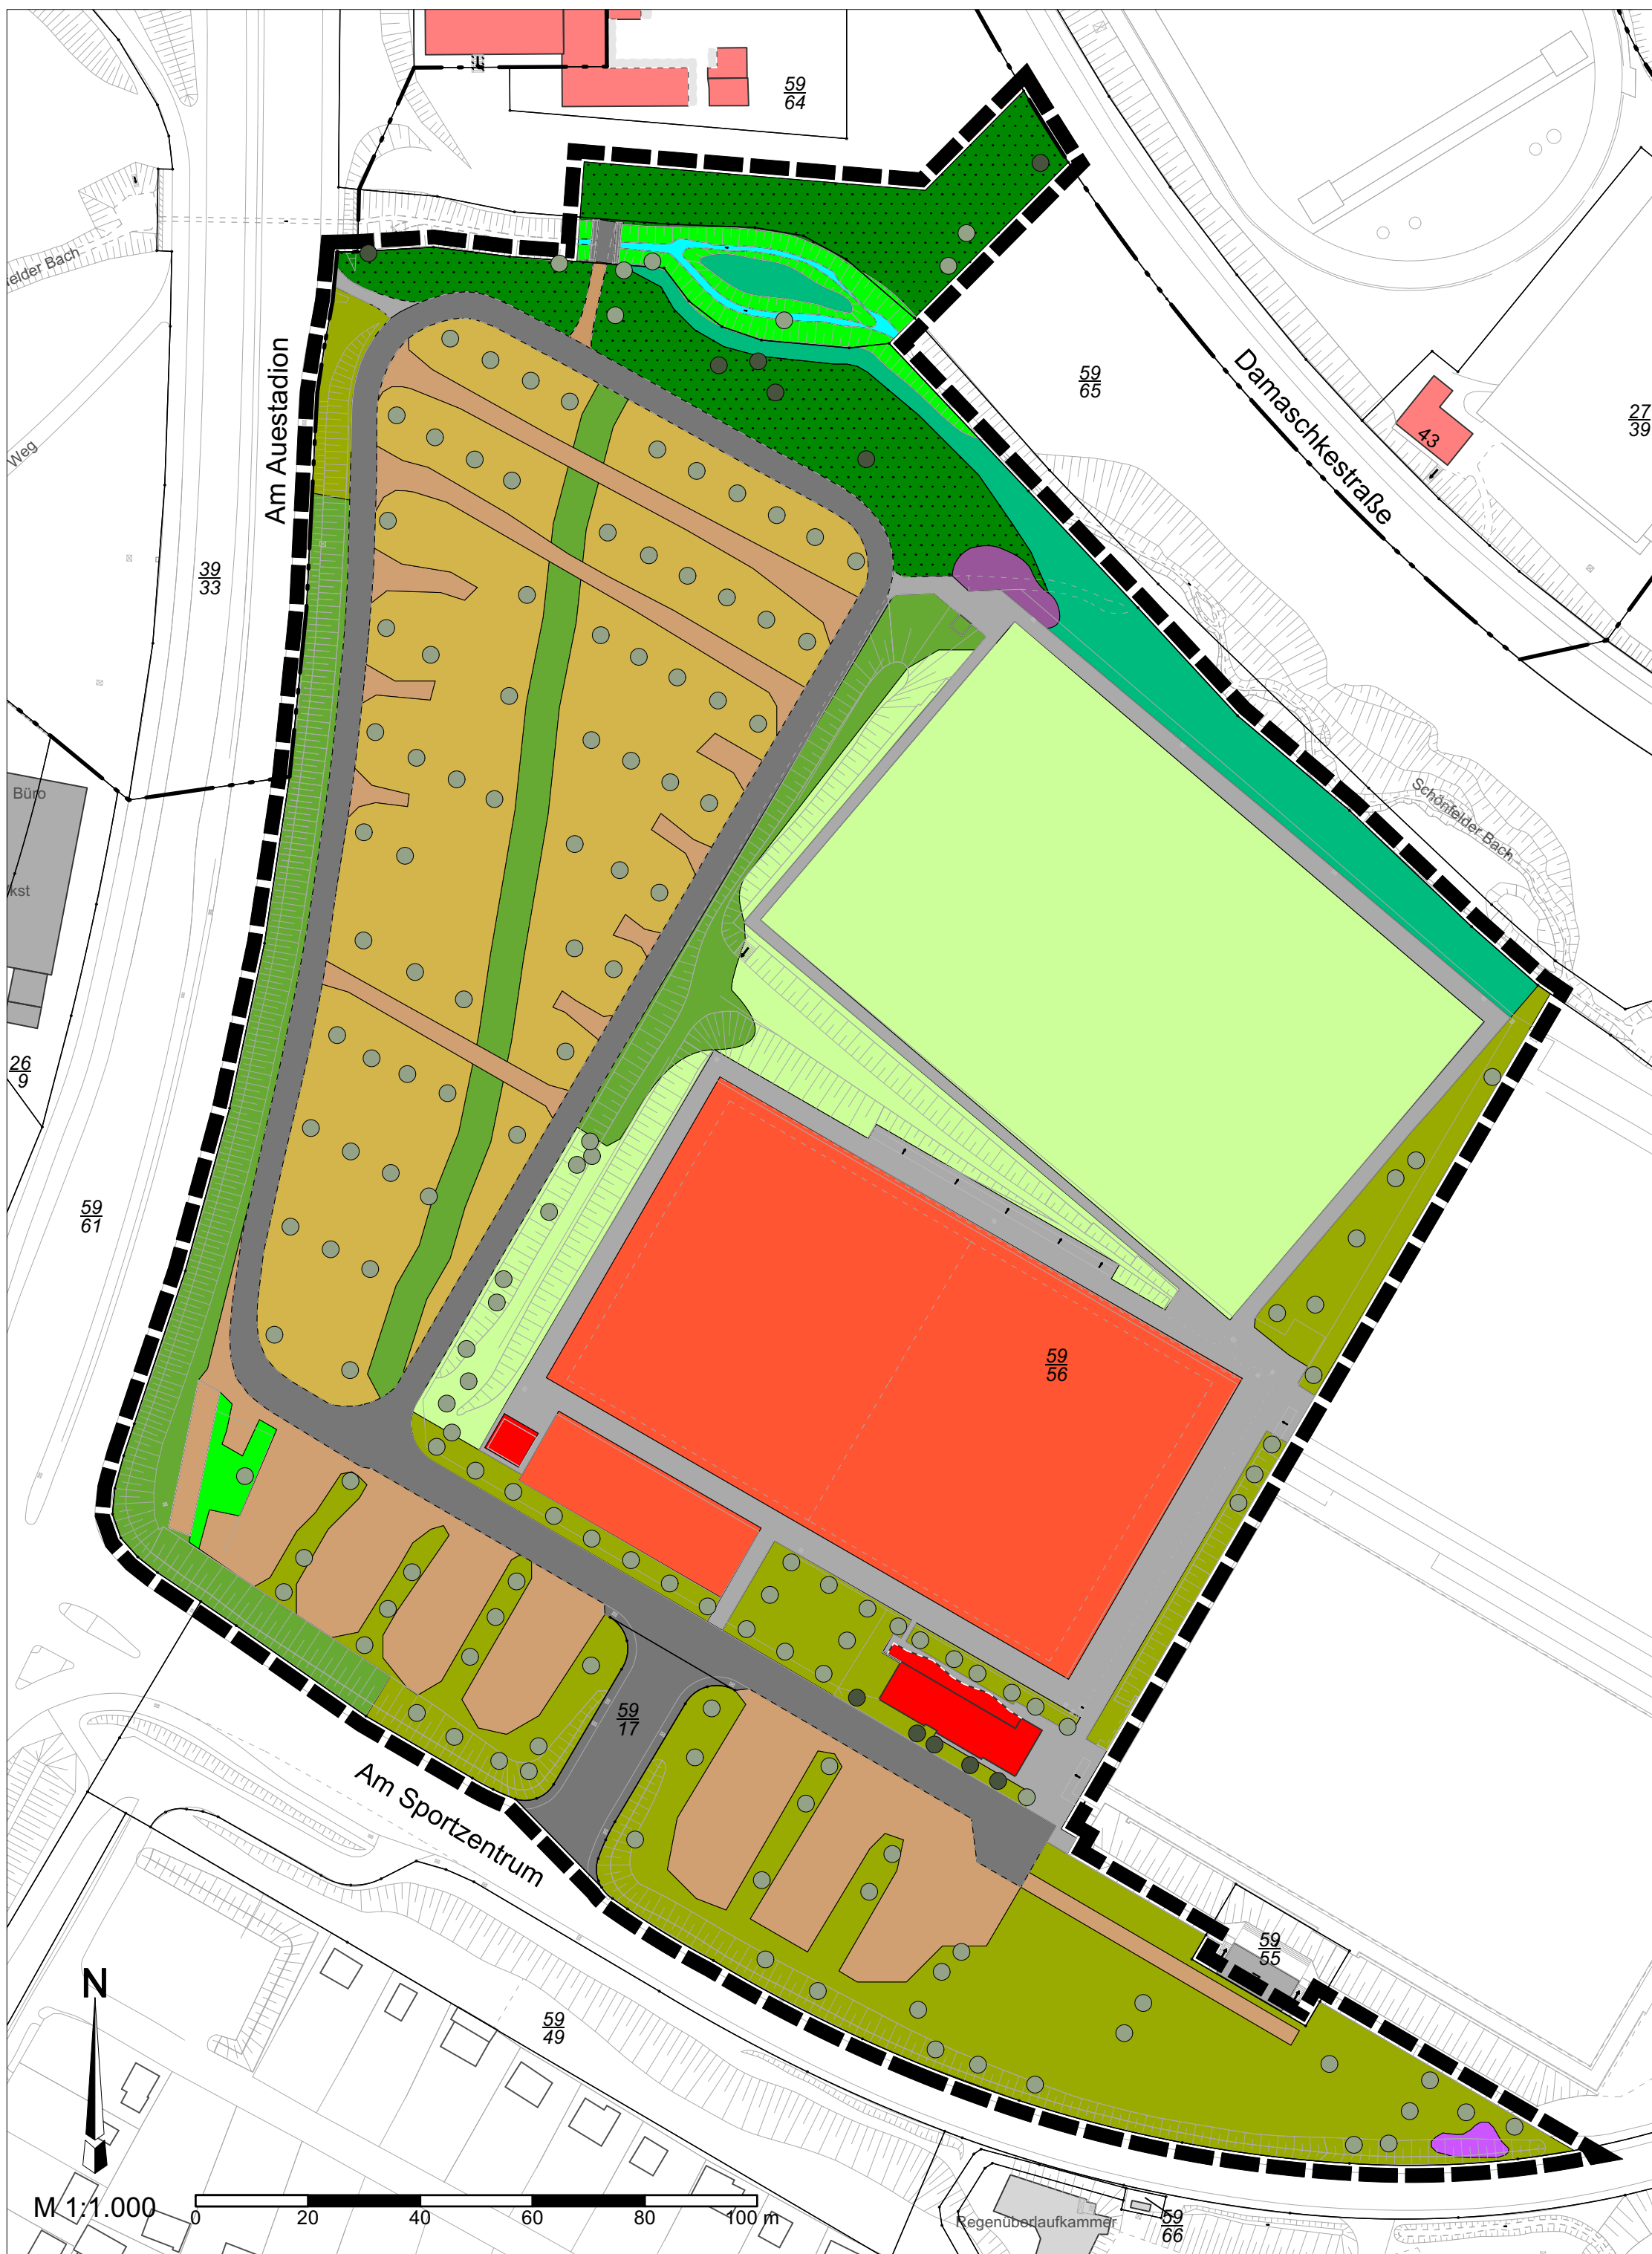 59
64
elder Bach
Am Auestadion
59
65
Damaschkestraße
43
27
39
Weg
39
33
Büro
kst
Schönfelder Bach
26
9
59
61
59
56
59
17
Am Sportzentrum
59
55
N
59
49
M 1:1.000
0 20 40 60 80 100 m
Regenüberlaufkammer
59
66